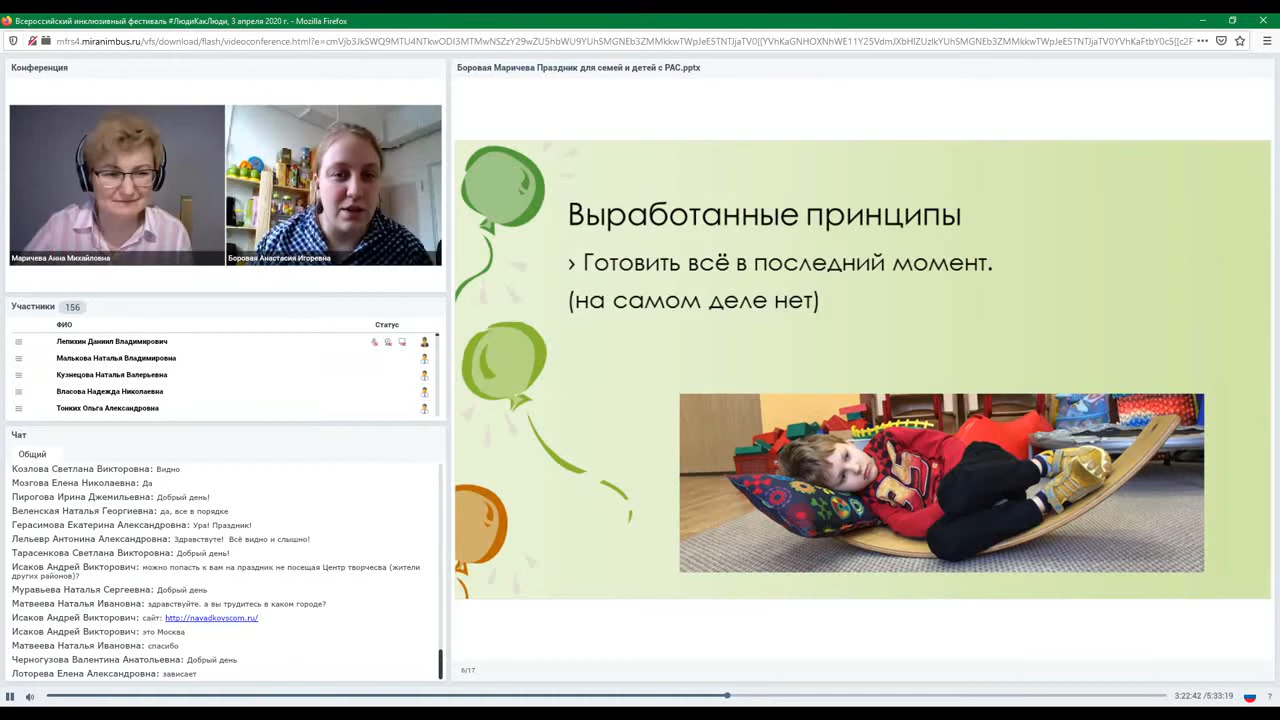 Всероссийский инклюзивный фестиваль #ЛюдиКакЛюди, 3 апреля 2020 г. - Mozilla Firefox
Конференция
Маричева Анна Михайловна
Боровая Анастасия Игоревна
Участники 156
ФИО Статус
Лепихин Даниил Владимирович
Малькова Наталья Владимировна
Кузнецова Наталья Валерьевна
Власова Надежда Николаевна
Тонких Ольга Александровна
Чат
Общий
Козлова Светлана Викторовна: Видно
Мозгова Елена Николаевна: Да
Пирогова Ирина Джемильевна: Добрый день!
Веленская Наталья Георгиевна: да, все в порядке
Герасимова Екатерина Александровна: Ура! Праздник!
Лельевр Антонина Александровна: Здравствуте! Всё видно и слышно!
Тарасенкова Светлана Викторовна: Добрый день!
Исаков Андрей Викторович: можно попасть к вам на праздник не посещая Центр творчесва (жители
других районов)?
Муравьева Наталья Сергеевна: Добрый день
Матвеева Наталья Ивановна: здравствуйте. а вы трудитесь в каком городе?
Исаков Андрей Викторович: сайт: http://navadkovscom.ru/
Исаков Андрей Викторович: это Москва
Матвеева Наталья Ивановна: спасибо
Черногузова Валентина Анатольевна: Добрый день
Лоторева Елена Александровна: зависает
Боровая Маричева Праздник для семей и детей с РАС.pptx
Выработанные принципы
› Готовить всё в последний момент.
(на самом деле нет)
6/17
3:22:42 /5:33:19 ?